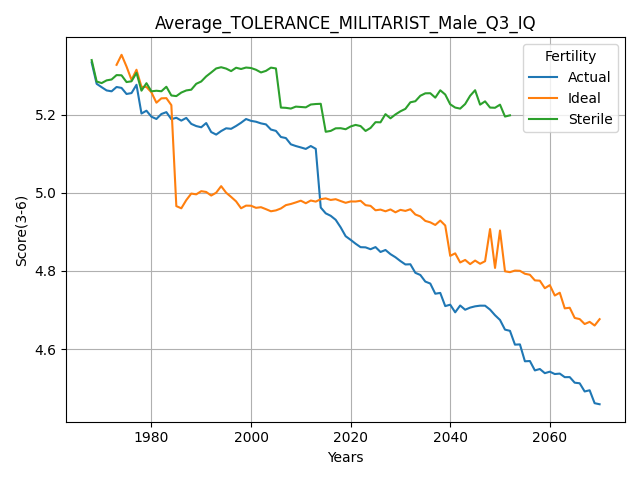 Average_TOLERANCE_MILITARIST_Male_Q3_IQ
Fertility
Actual
Ideal
Sterile
Score(3-6)
5.2
5.0
4.8
4.6
1980
2000
2020
2040
2060
Years